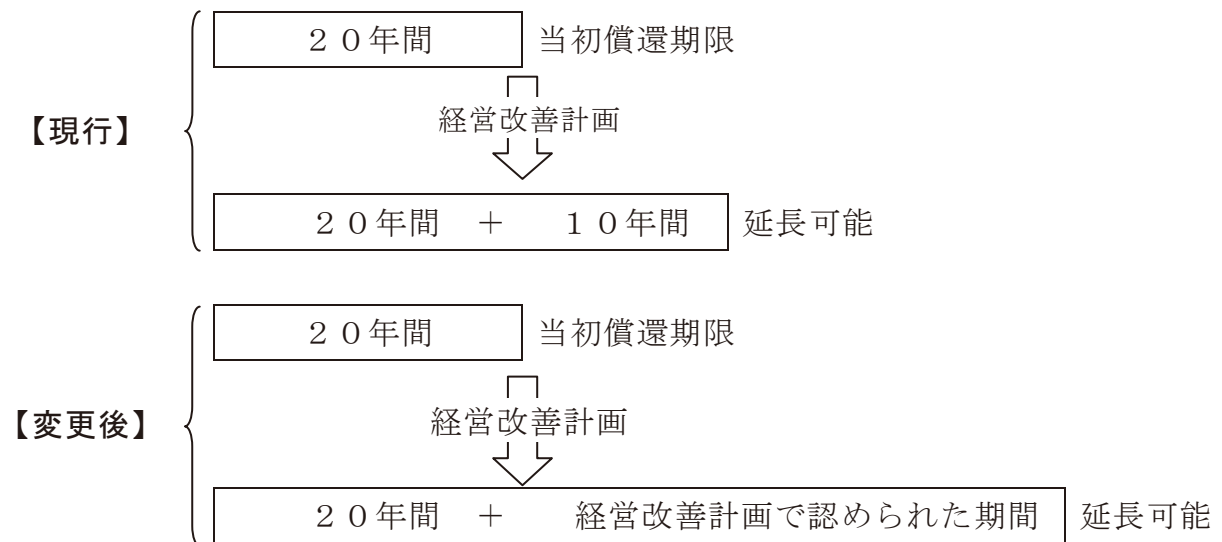 ２０年間 当初償還期限
経営改善計画
【現行】
２０年間 ＋ １０年間 延長可能
２０年間 当初償還期限
経営改善計画
【変更後】
２０年間 ＋ 経営改善計画で認められた期間 延長可能